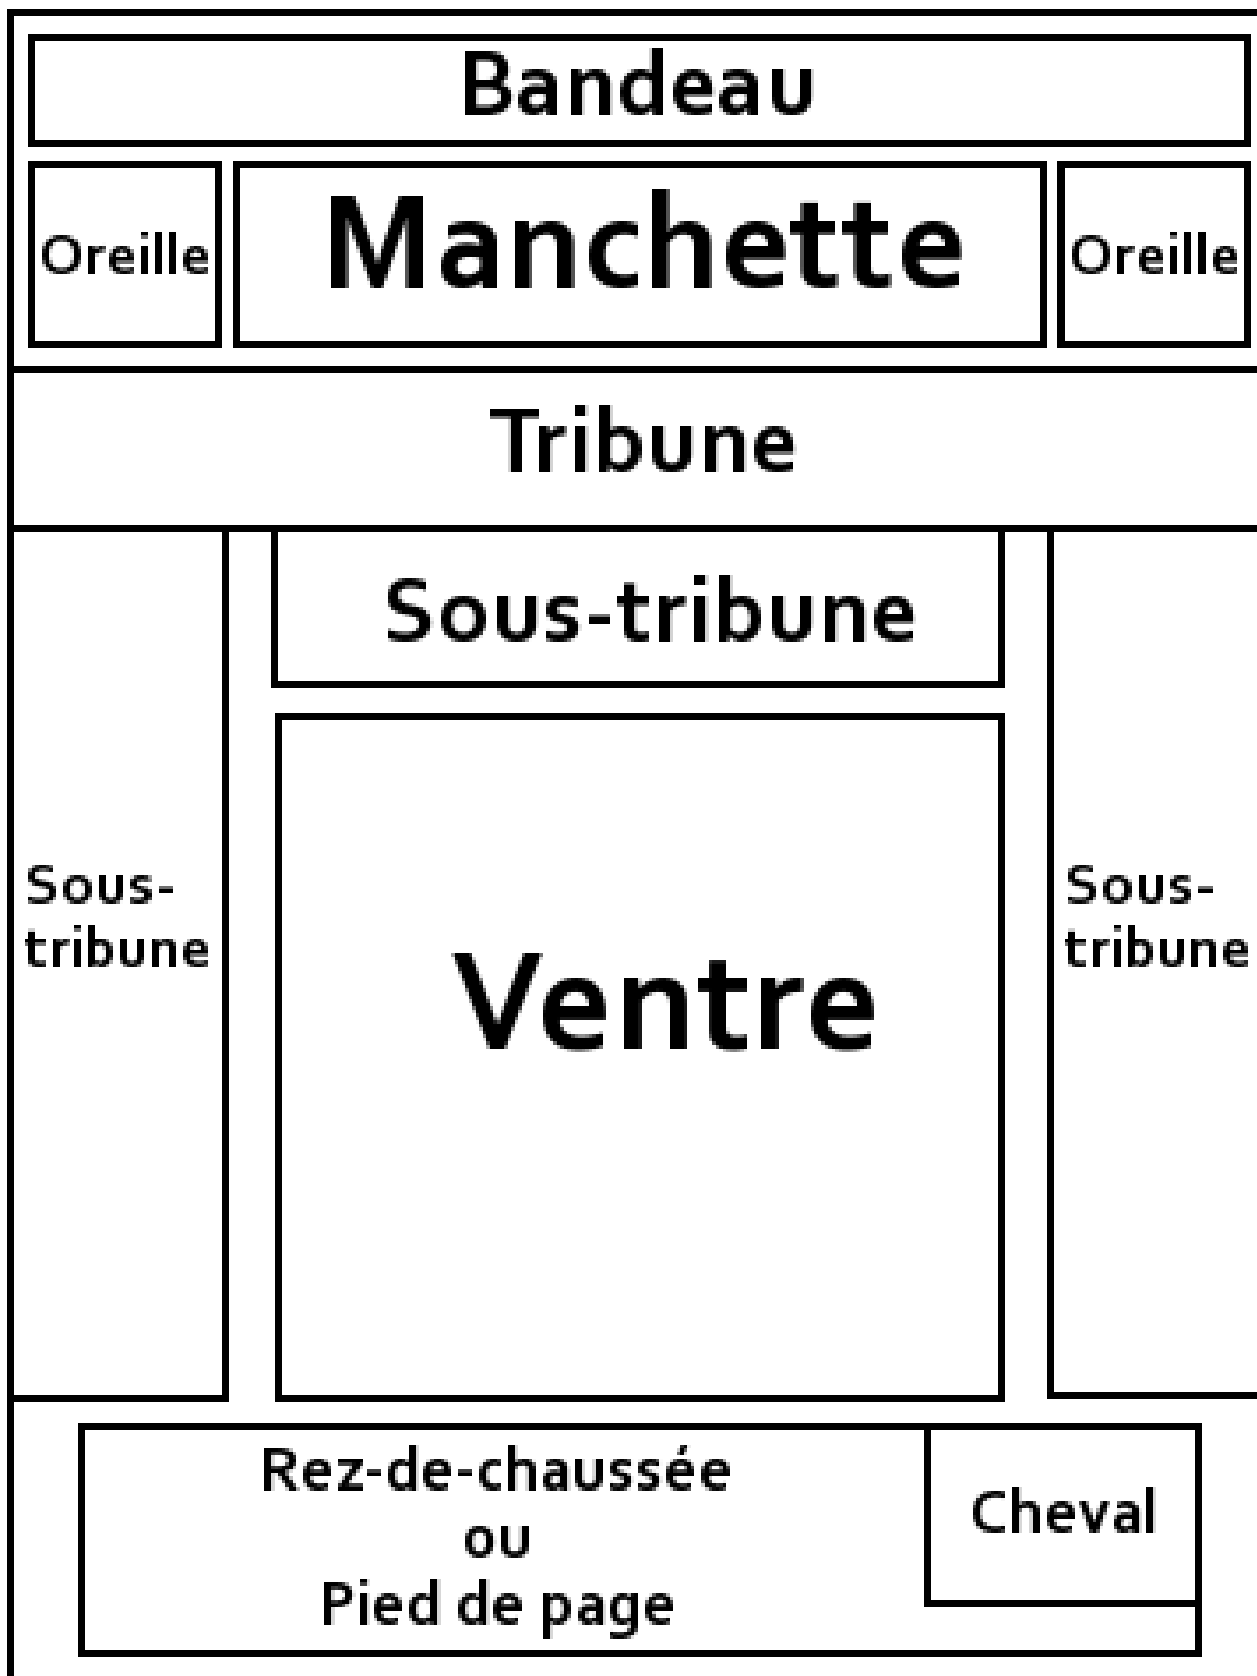 Bandeau
Oreille
Manchette
Oreille
Tribune
Sous-tribune
Sous-
tribune
Ventre
Sous-
tribune
Rez-de-chaussée
ou
Pied de page
Cheval